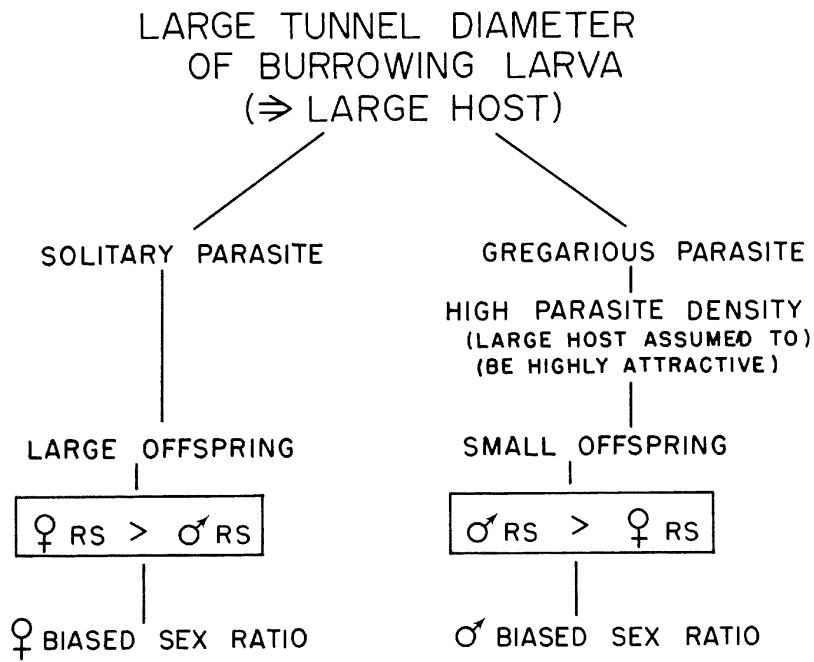 LARGE TUNNEL DIAMETER
OF BURROWING LARVA
(⇒ LARGE HOST)
SOLITARY PARASITE
GREGARIOUS PARASITE
HIGH PARASITE DENSITY
(LARGE HOST ASSUMED TO)
(BE HIGHLY ATTRACTIVE)
LARGE OFFSPRING
SMALL OFFSPRING
♀ RS > ♂ RS
♂ RS > ♀ RS
♀ BIASED SEX RATIO
♂ BIASED SEX RATIO